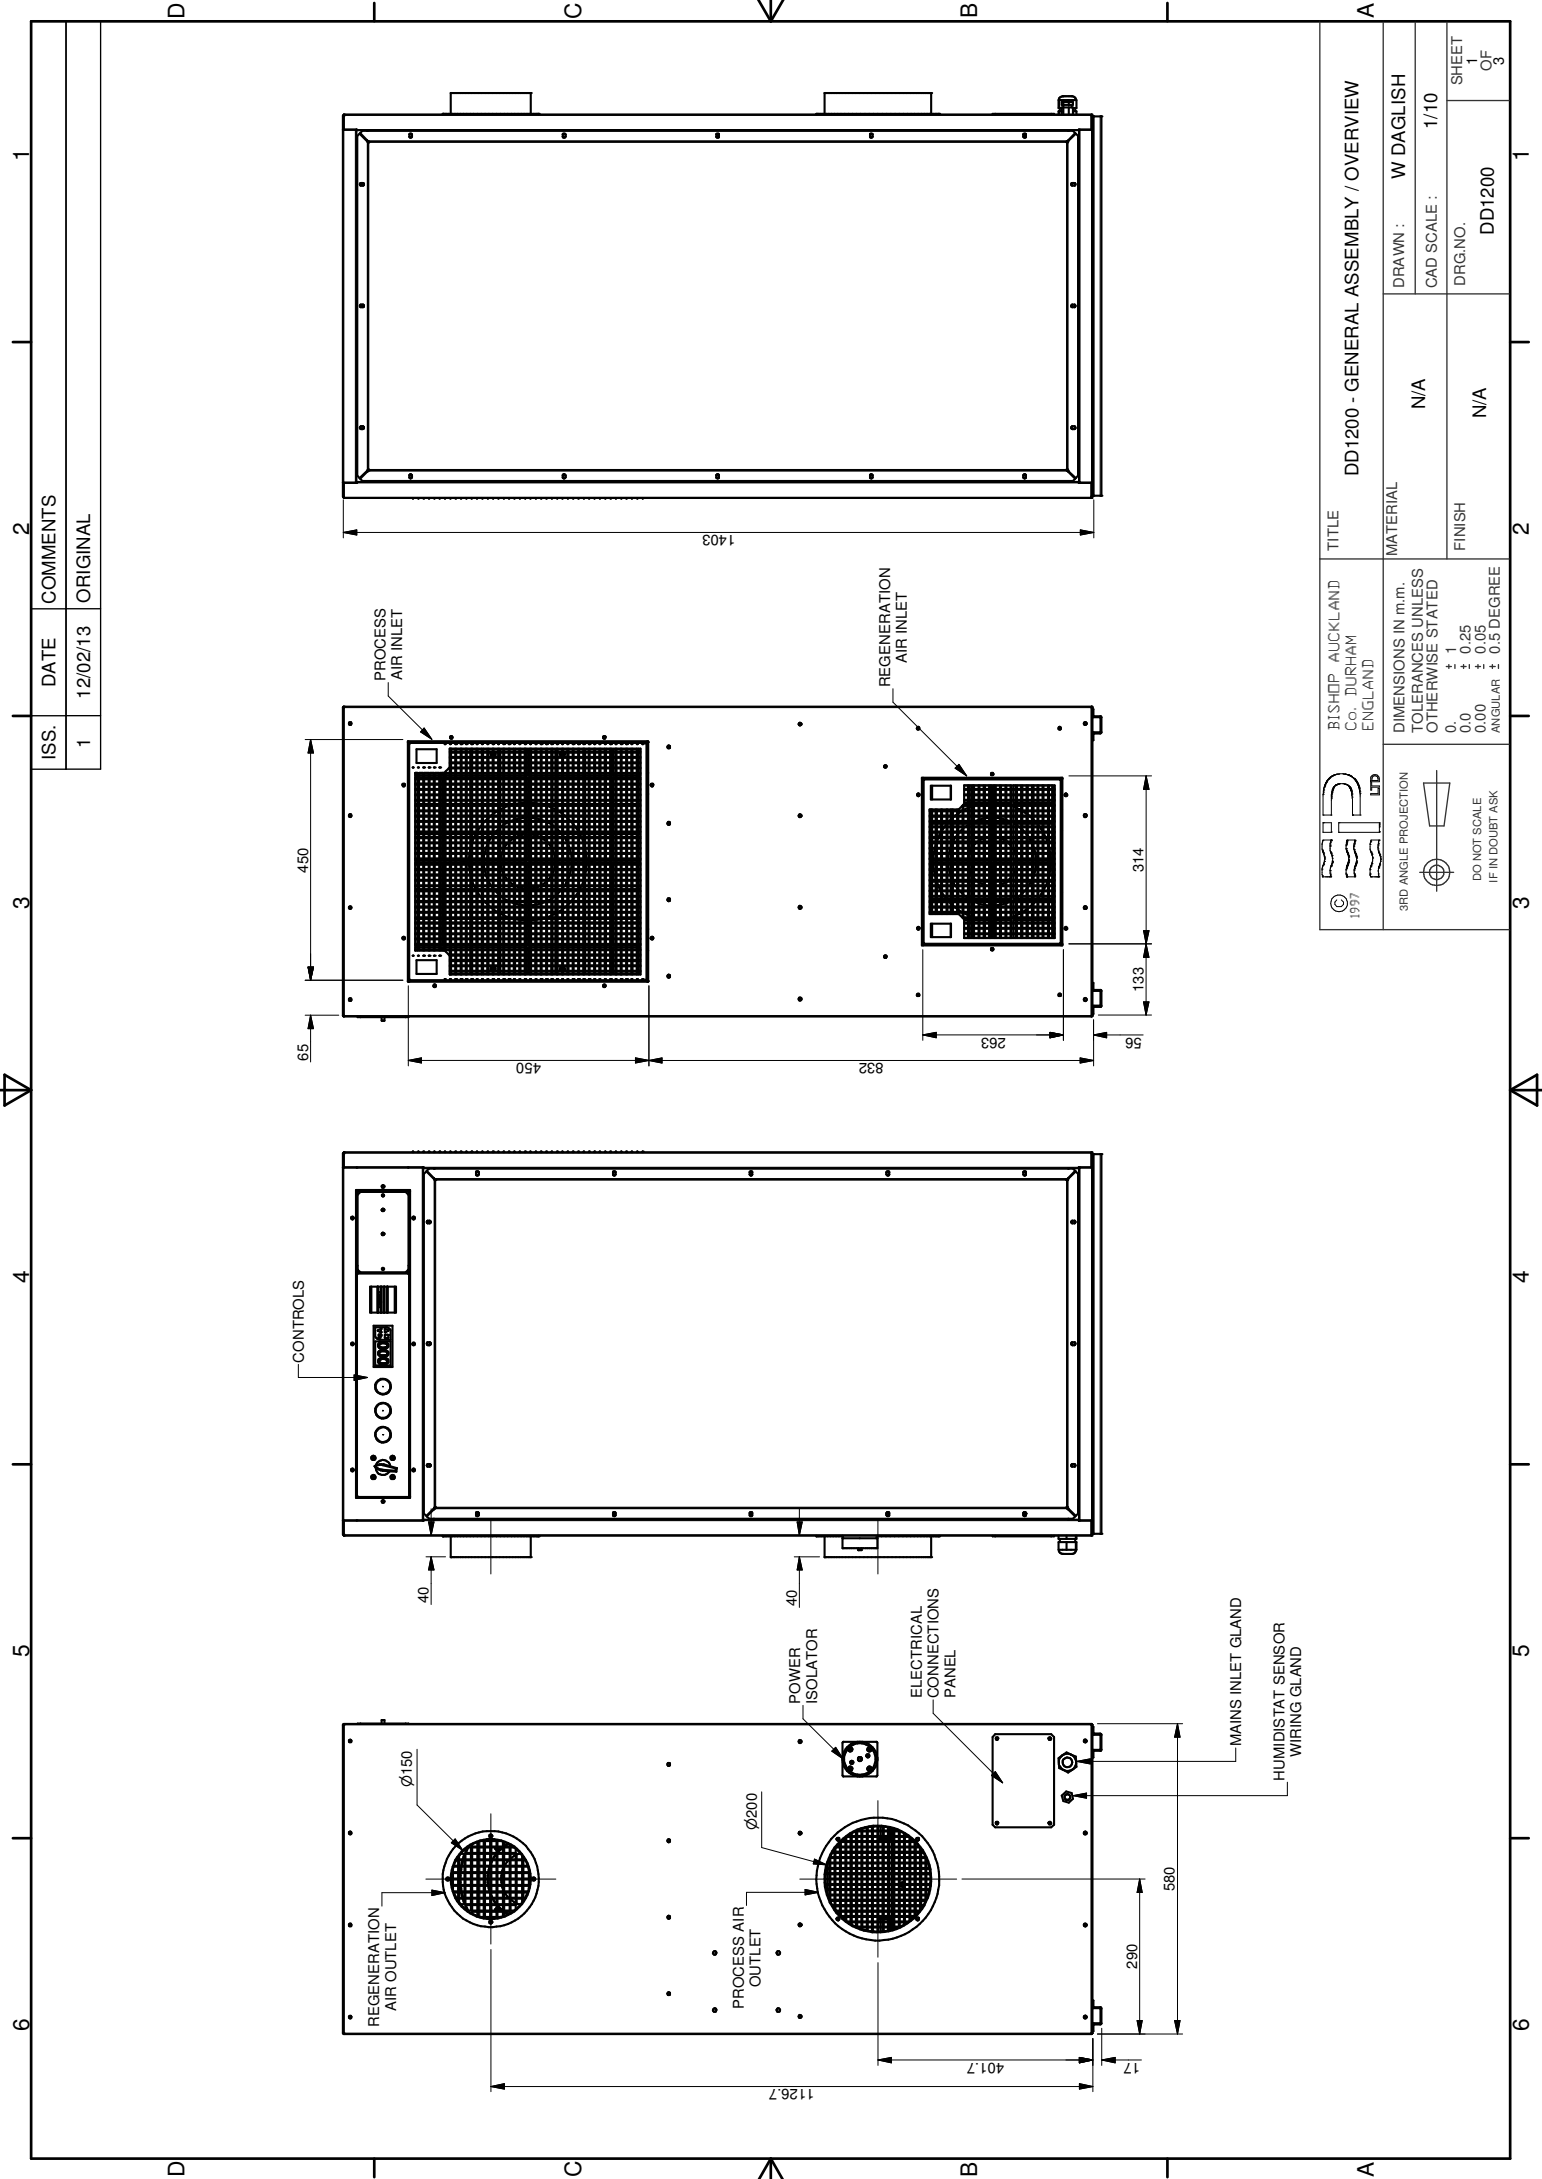 ISS.
DATE
COMMENTS
1
12/02/13
ORIGINAL
6
5
4
3
2
1
D
C
B
A
REGENERATION
AIR OUTLET
Ø150
PROCESS AIR
OUTLET
Ø200
POWER
ISOLATOR
ELECTRICAL
CONNECTIONS
PANEL
MAINS INLET GLAND
HUMIDISTAT SENSOR
WIRING GLAND
1126.7
401.7
17
290
580
CONTROLS
40
40
PROCESS
AIR INLET
REGENERATION
AIR INLET
65
450
450
832
263
56
133
314
1403
© 1997
LTD
BISHOP AUCKLAND
Co. DURHAM
ENGLAND
TITLE
DD1200 - GENERAL ASSEMBLY / OVERVIEW
3RD ANGLE PROJECTION
DO NOT SCALE
IF IN DOUBT ASK
DIMENSIONS IN m.m.
TOLERANCES UNLESS
OTHERWISE STATED
0. ± 1
0.0 ± 0.25
0.00 ± 0.05
ANGULAR ± 0.5 DEGREE
MATERIAL
N/A
FINISH
N/A
DRAWN : W DAGLISH
CAD SCALE : 1/10
DRG.NO.
DD1200
SHEET
1
OF
3
6
5
4
3
2
1
D
C
B
A